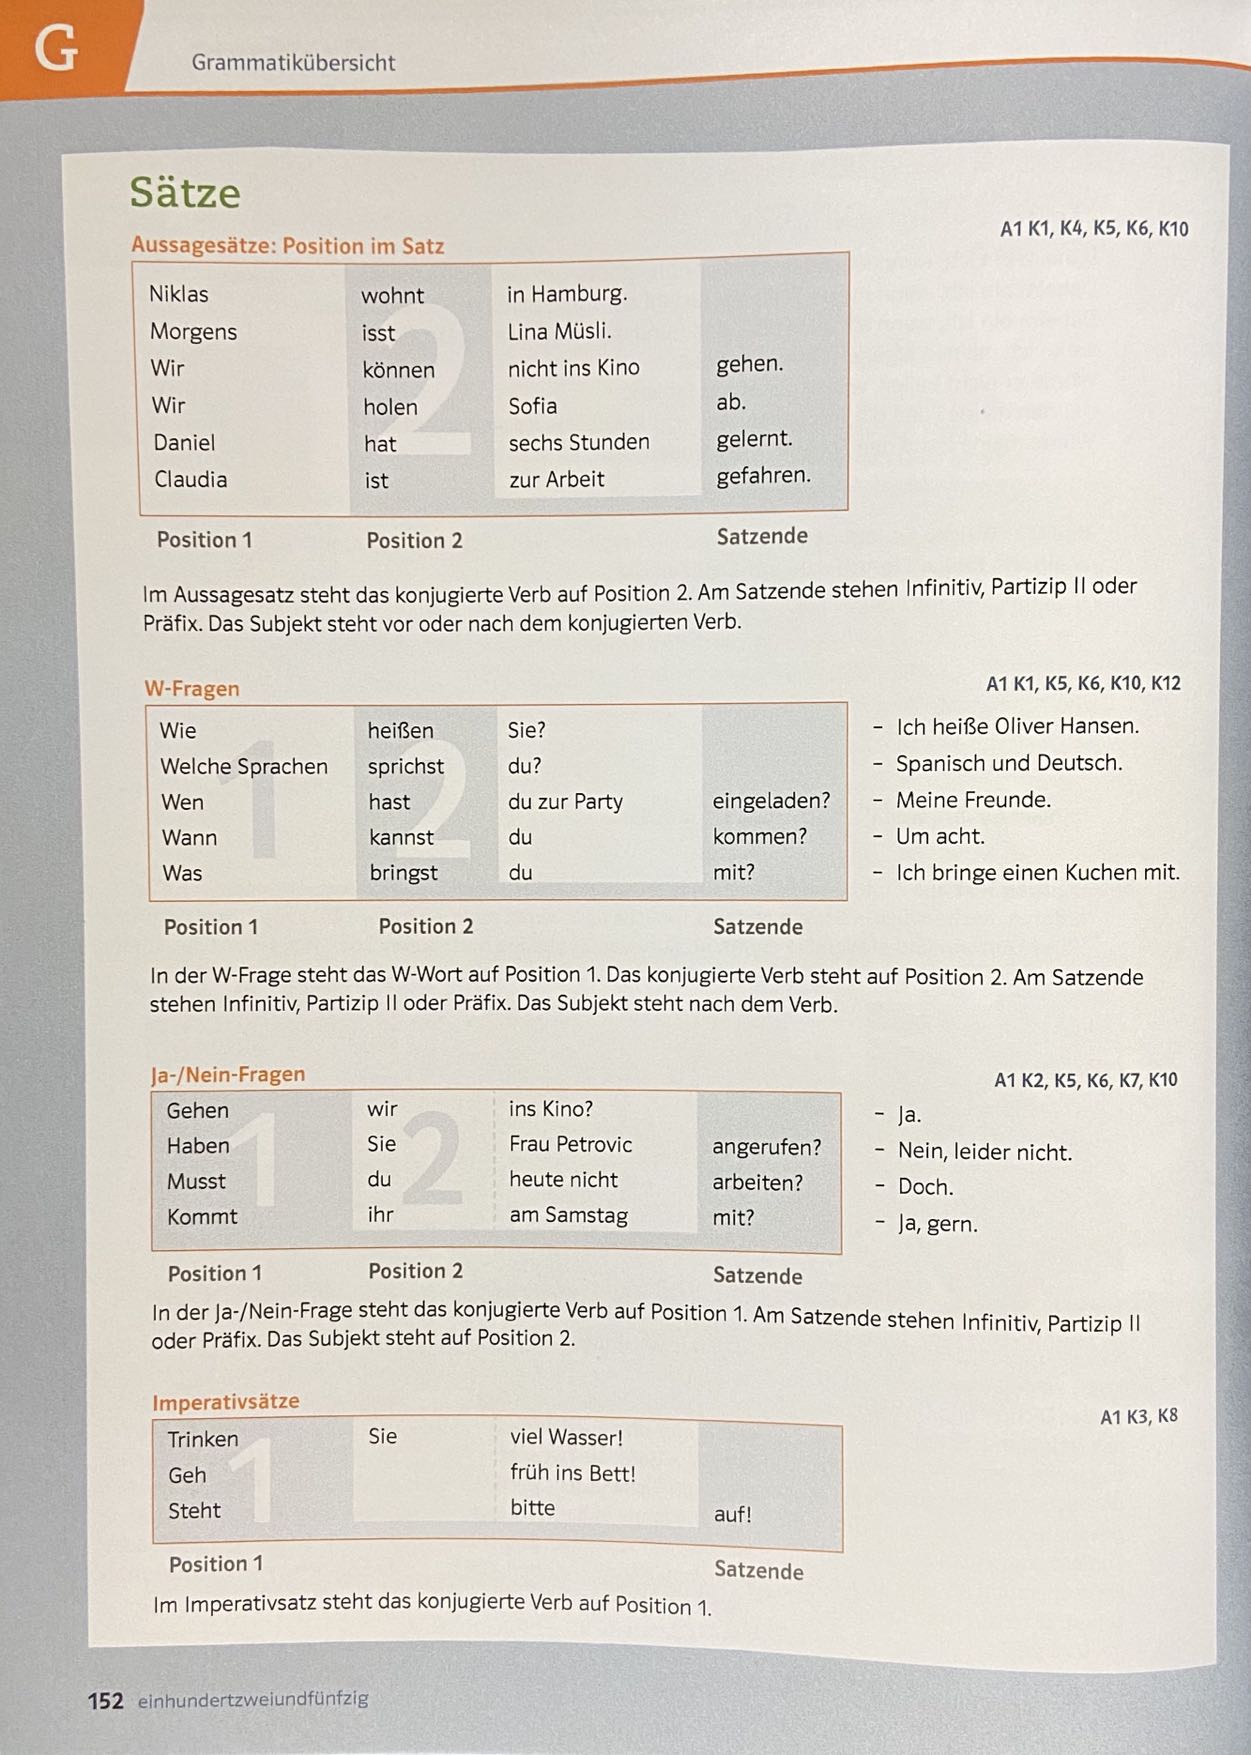 G
Grammatikübersicht
Sätze
Aussagesätze: Position im Satz
A1 K1, K4, K5, K6, K10
2
Niklas wohnt in Hamburg.
Morgens isst Lina Müsli.
Wir können nicht ins Kino gehen.
Wir holen Sofia ab.
Daniel hat sechs Stunden gelernt.
Claudia ist zur Arbeit gefahren.
Position 1 Position 2 Satzende
Im Aussagesatz steht das konjugierte Verb auf Position 2. Am Satzende stehen Infinitiv, Partizip II oder
Präfix. Das Subjekt steht vor oder nach dem konjugierten Verb.
W-Fragen
A1 K1, K5, K6, K10, K12
1 2
Wie heißen Sie? – Ich heiße Oliver Hansen.
Welche Sprachen sprichst du? – Spanisch und Deutsch.
Wen hast du zur Party eingeladen? – Meine Freunde.
Wann kannst du kommen? – Um acht.
Was bringst du mit? – Ich bringe einen Kuchen mit.
Position 1 Position 2 Satzende
In der W-Frage steht das W-Wort auf Position 1. Das konjugierte Verb steht auf Position 2. Am Satzende
stehen Infinitiv, Partizip II oder Präfix. Das Subjekt steht nach dem Verb.
Ja-/Nein-Fragen
A1 K2, K5, K6, K7, K10
1 2
Gehen wir ins Kino? – Ja.
Haben Sie Frau Petrovic angerufen? – Nein, leider nicht.
Musst du heute nicht arbeiten? – Doch.
Kommt ihr am Samstag mit? – Ja, gern.
Position 1 Position 2 Satzende
In der Ja-/Nein-Frage steht das konjugierte Verb auf Position 1. Am Satzende stehen Infinitiv, Partizip II
oder Präfix. Das Subjekt steht auf Position 2.
Imperativsätze
A1 K3, K8
1
Trinken Sie viel Wasser!
Geh früh ins Bett!
Steht bitte auf!
Position 1 Satzende
Im Imperativsatz steht das konjugierte Verb auf Position 1.
152 einhundertzweiundfünfzig